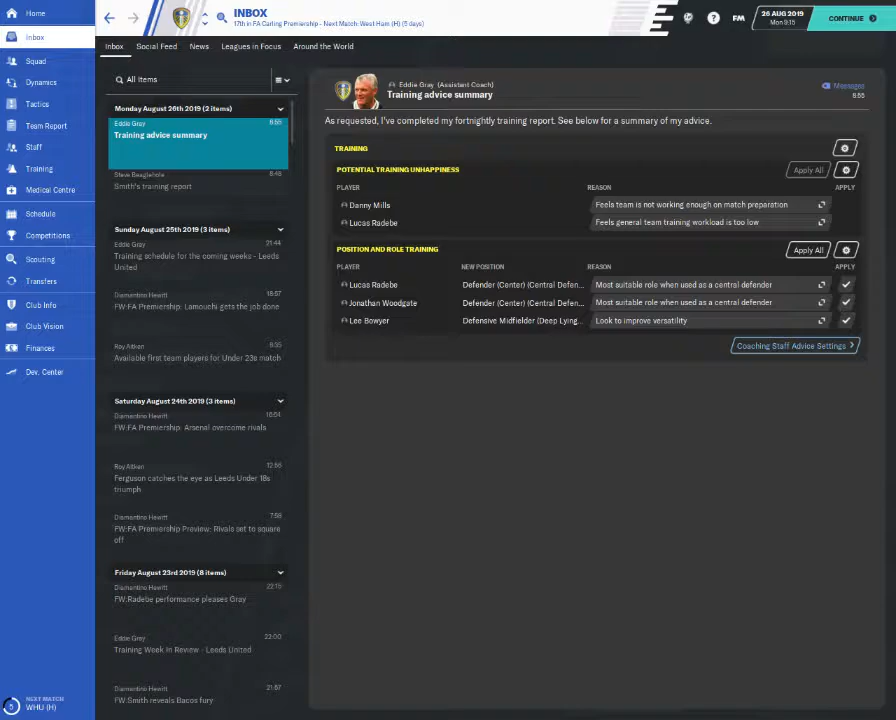 Home
INBOX
17th in FA Carling Premiership - Next Match: West Ham (H) (5 days)
FM
26 AUG 2019
Mon 9:15
CONTINUE
Inbox
Squad
Dynamics
Tactics
Team Report
Staff
Training
Medical Centre
Schedule
Competitions
Scouting
Transfers
Club Info
Club Vision
Finances
Dev. Center
NEXT MATCH
5
WHU (H)
Inbox
Social Feed
News
Leagues in Focus
Around the World
All Items
Monday August 26th 2019 (2 items)
Eddie Gray 8:55
Training advice summary
Steve Beaglehole 8:48
Smith's training report
Sunday August 25th 2019 (3 items)
Eddie Gray 21:44
Training schedule for the coming weeks - Leeds
United
Diamantino Hewitt
FW:FA Premiership: Lamouchi gets the job done
Roy Aitken
Available first team players for Under 23s match
Saturday August 24th 2019 (3 items)
Diamantino Hewitt
FW:FA Premiership: Arsenal overcome rivals
Roy Aitken
Ferguson catches the eye as Leeds Under 18s
triumph
Diamantino Hewitt
FW:FA Premiership Preview: Rivals set to square
off
Friday August 23rd 2019 (8 items)
Diamantino Hewitt 22:15
FW:Radebe performance pleases Gray
Eddie Gray 22:00
Training Week In Review - Leeds United
Diamantino Hewitt
FW:Smith reveals Bacos fury
Eddie Gray (Assistant Coach)
Training advice summary
Messages
8:55
As requested, I've completed my fortnightly training report. See below for a summary of my advice.
TRAINING
POTENTIAL TRAINING UNHAPPINESS
Apply All
PLAYER REASON APPLY
Danny Mills Feels team is not working enough on match preparation
Lucas Radebe Feels general team training workload is too low
POSITION AND ROLE TRAINING
Apply All
PLAYER NEW POSITION REASON APPLY
Lucas Radebe Defender (Center) (Central Defen... Most suitable role when used as a central defender
Jonathan Woodgate Defender (Center) (Central Defen... Most suitable role when used as a central defender
Lee Bowyer Defensive Midfielder (Deep Lying... Look to improve versatility
Coaching Staff Advice Settings